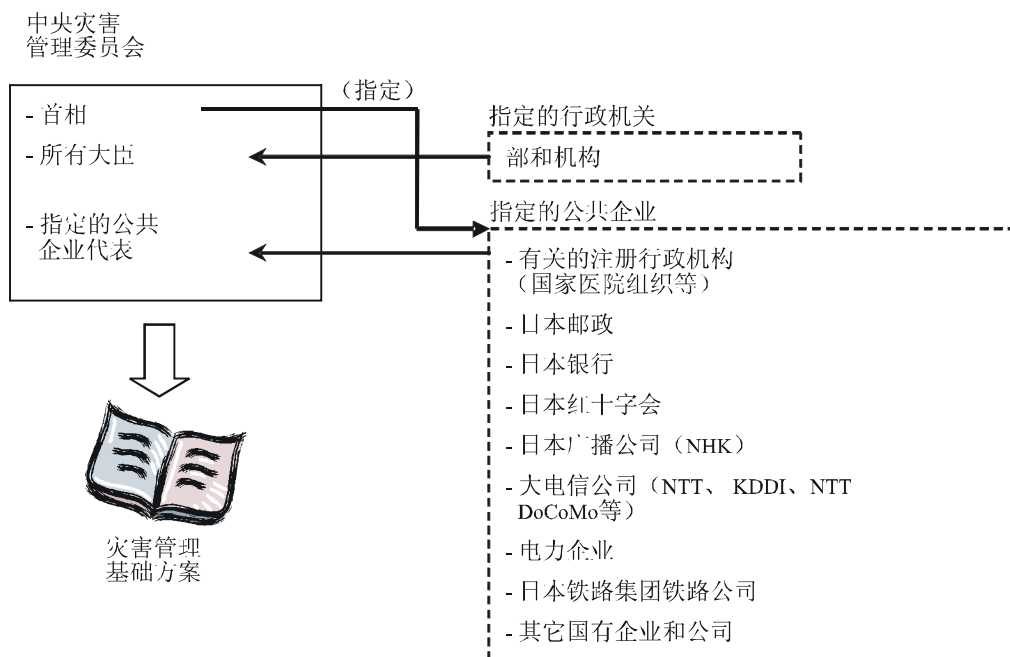 中央灾害
管理委员会
- 首相
- 所有大臣
- 指定的公共
企业代表
（指定）
指定的行政机关
部和机构
指定的公共企业
- 有关的注册行政机构
（国家医院组织等）
- 日本邮政
- 日本银行
- 日本红十字会
- 日本广播公司（NHK）
- 大电信公司（NTT、 KDDI、NTT
DoCoMo等）
- 电力企业
- 日本铁路集团铁路公司
- 其它国有企业和公司
灾害管理
基础方案